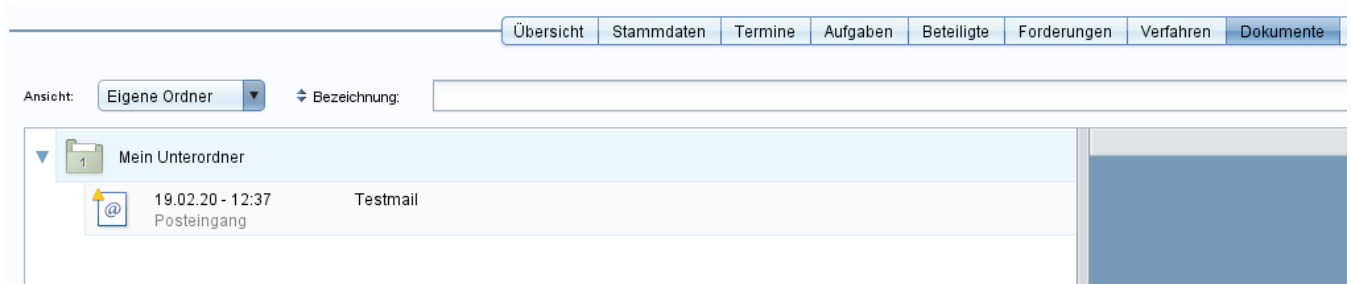 Übersicht Stammdaten Termine Aufgaben Beteiligte Forderungen Verfahren Dokumente
Ansicht: Eigene Ordner Bezeichnung:
1 Mein Unterordner
@ 19.02.20 - 12:37 Testmail
Posteingang